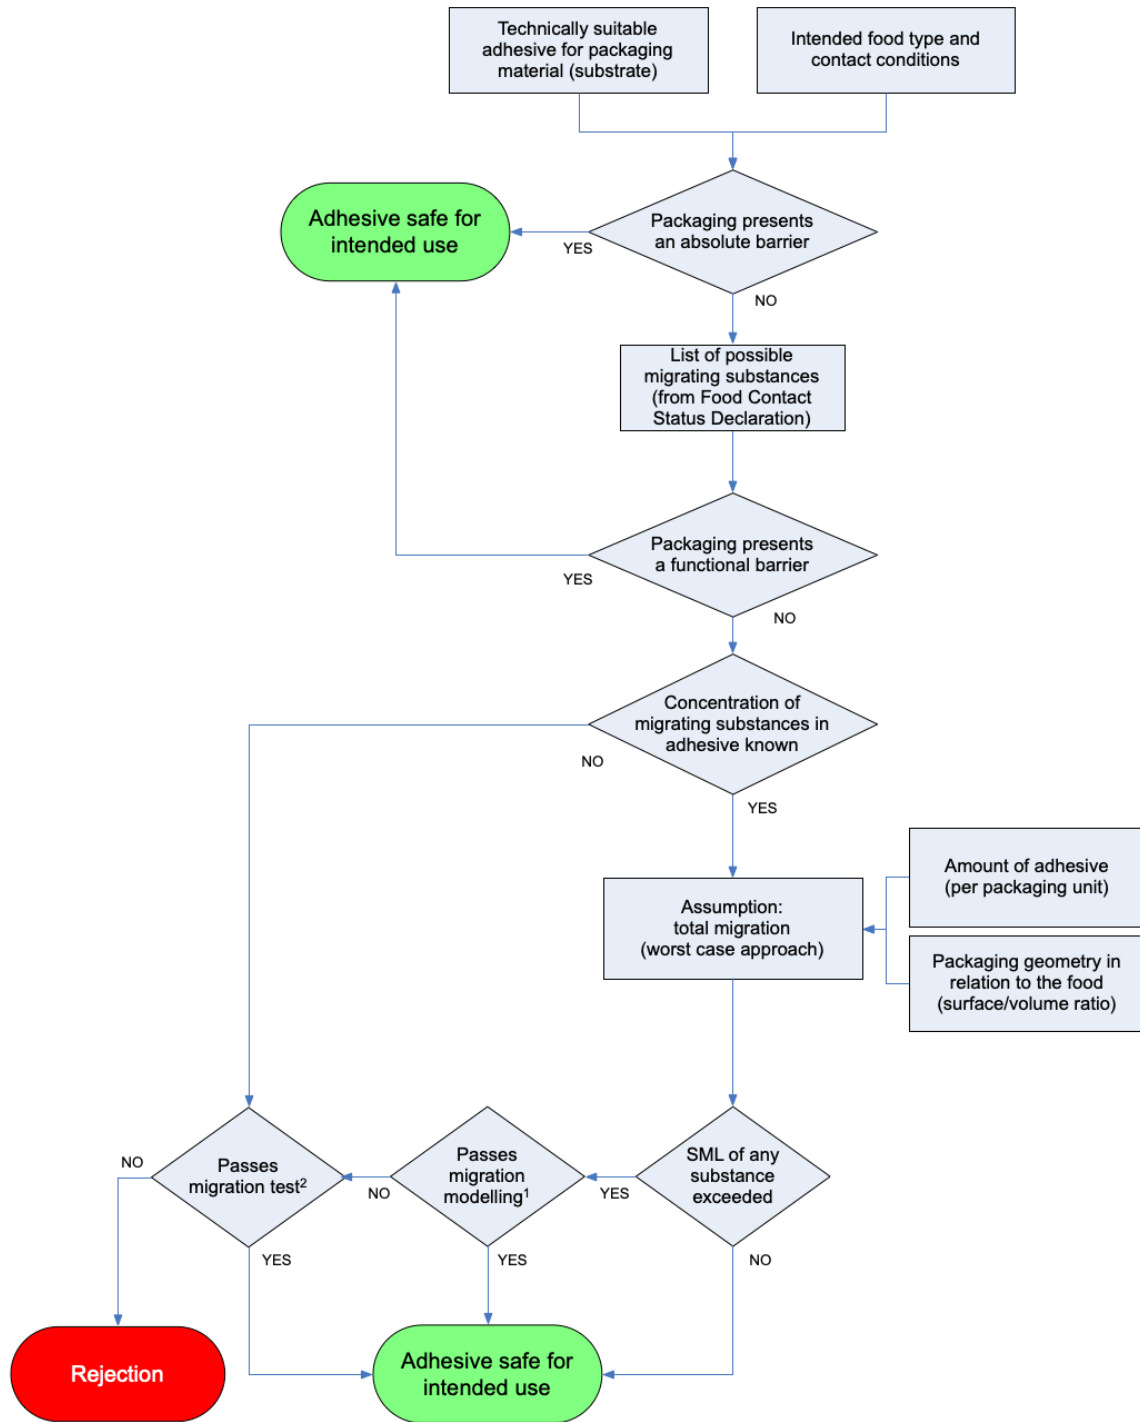 Technically suitable
adhesive for packaging
material (substrate)
Intended food type and
contact conditions
Packaging presents
an absolute barrier
Adhesive safe for
intended use
YES
NO
List of possible
migrating substances
(from Food Contact
Status Declaration)
Packaging presents
a functional barrier
YES
NO
Concentration of
migrating substances in
adhesive known
NO
YES
Amount of adhesive
(per packaging unit)
Assumption:
total migration
(worst case approach)
Packaging geometry in
relation to the food
(surface/volume ratio)
NO
Passes
migration test²
NO
Passes
migration
modelling¹
YES
SML of any
substance
exceeded
YES
YES
NO
Rejection
Adhesive safe for
intended use